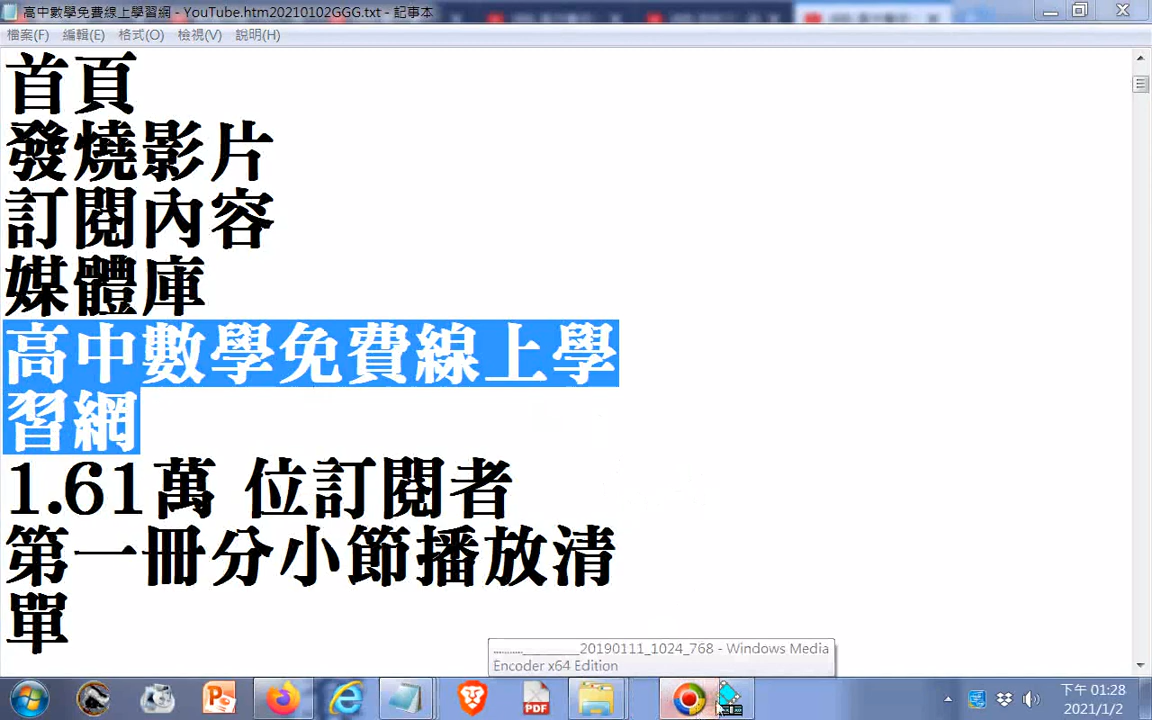 高中數學免費線上學習網 - YouTube.htm20210102GGG.txt - 記事本
檔案(F) 編輯(E) 格式(O) 檢視(V) 說明(H)
首頁
發燒影片
訂閱內容
媒體庫
高中數學免費線上學
習網
1.61萬 位訂閱者
第一冊分小節播放清
單
...........________20190111_1024_768 - Windows Media
Encoder x64 Edition
PDF
下午 01:28
2021/1/2